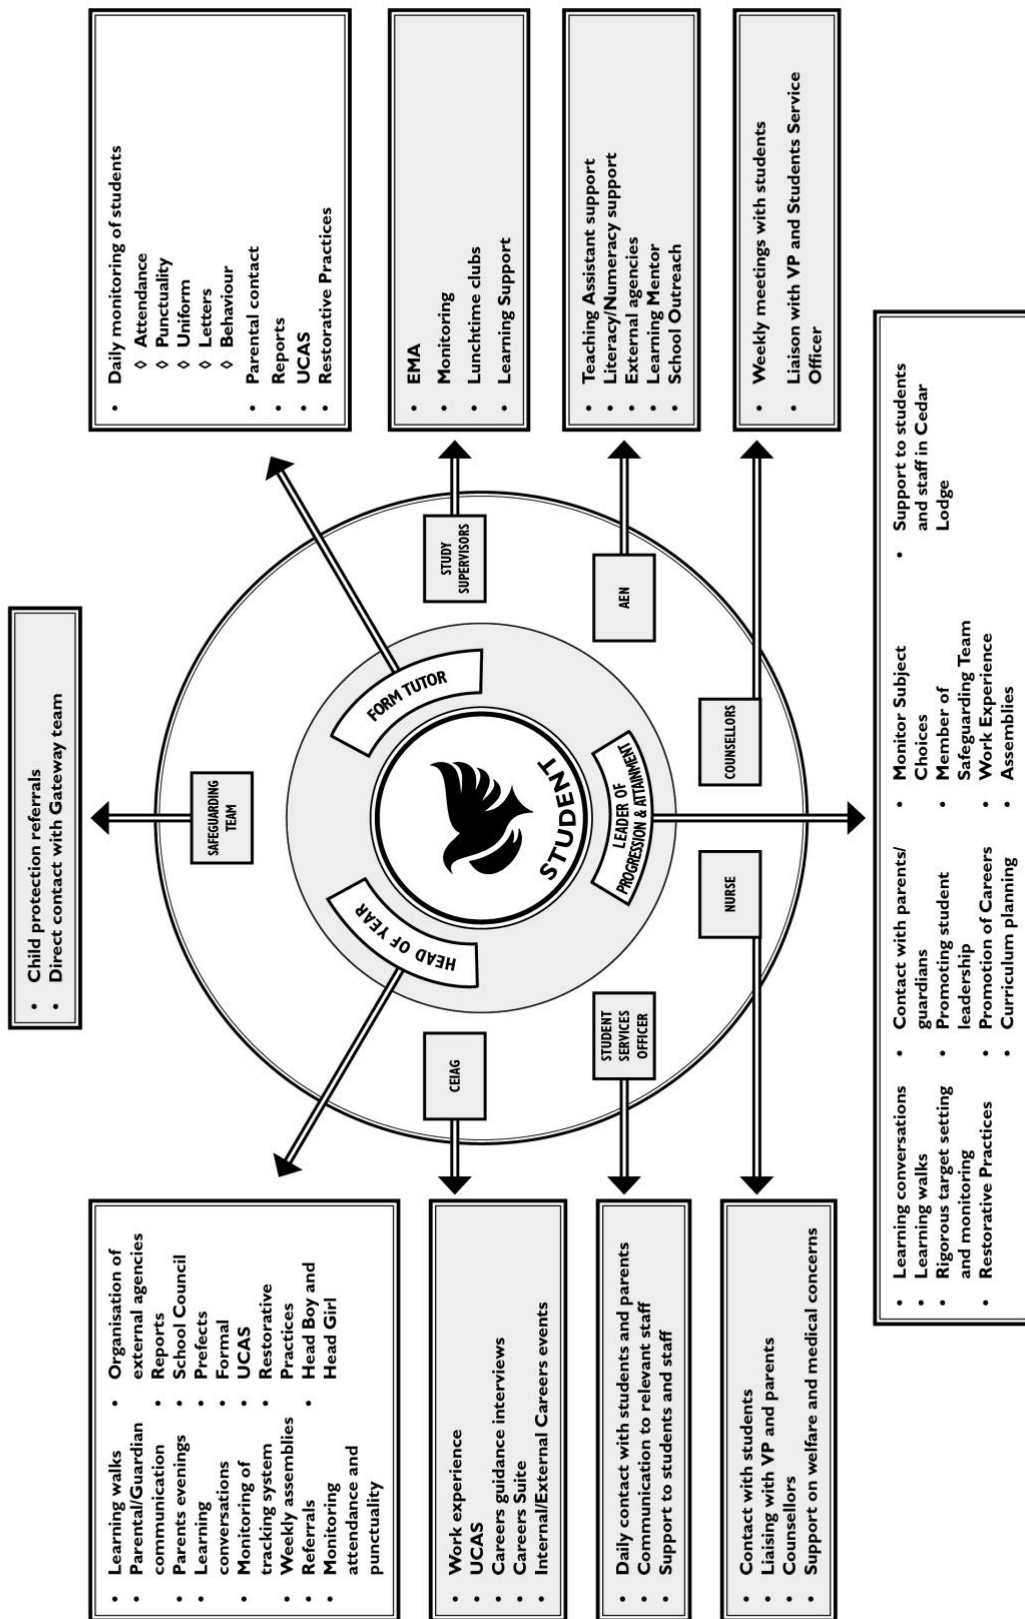 • Child protection referrals
• Direct contact with Gateway team
• Learning walks
• Parental/Guardian
communication
• Parents evenings
• Learning
conversations
• Monitoring of
tracking system
• Weekly assemblies
• Referrals
• Monitoring
attendance and
punctuality
• Organisation of
external agencies
• Reports
• School Council
• Prefects
• Formal
• UCAS
• Restorative
Practices
• Head Boy and
Head Girl
• Daily monitoring of students
◊ Attendance
◊ Punctuality
◊ Uniform
◊ Letters
◊ Behaviour
• Parental contact
• Reports
• UCAS
• Restorative Practices
SAFEGUARDING
TEAM
HEAD OF YEAR
FORM TUTOR
STUDENT
LEADER OF
PROGRESSION & ATTAINMENT
CEIAG
STUDY
SUPERVISORS
STUDENT
SERVICES
OFFICER
AEN
NURSE
COUNSELLORS
• Work experience
• UCAS
• Careers guidance interviews
• Careers Suite
• Internal/External Careers events
• EMA
• Monitoring
• Lunchtime clubs
• Learning Support
• Daily contact with students and parents
• Communication to relevant staff
• Support to students and staff
• Teaching Assistant support
• Literacy/Numeracy support
• External agencies
• Learning Mentor
• School Outreach
• Contact with students
• Liaising with VP and parents
• Counsellors
• Support on welfare and medical concerns
• Weekly meetings with students
• Liaison with VP and Students Service
Officer
• Learning conversations
• Learning walks
• Rigorous target setting
and monitoring
• Restorative Practices
• Contact with parents/
guardians
• Promoting student
leadership
• Promotion of Careers
• Curriculum planning
• Monitor Subject
Choices
• Member of
Safeguarding Team
• Work Experience
• Assemblies
• Support to students
and staff in Cedar
Lodge